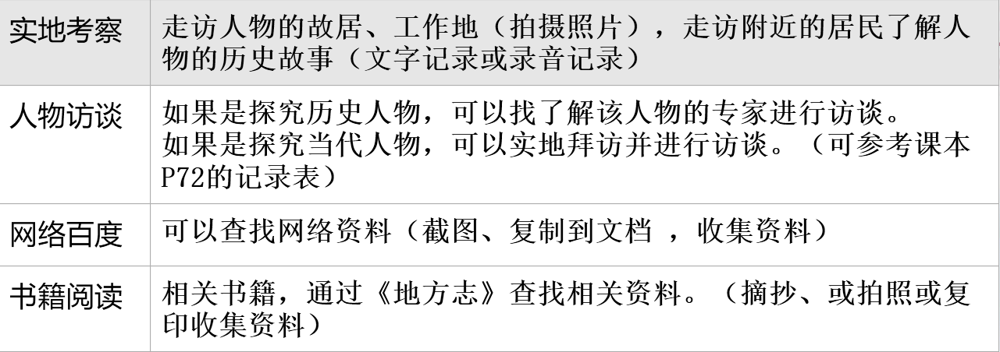 实地考察
走访人物的故居、工作地（拍摄照片），走访附近的居民了解人
物的历史故事（文字记录或录音记录）
人物访谈
如果是探究历史人物，可以找了解该人物的专家进行访谈。
如果是探究当代人物，可以实地拜访并进行访谈。（可参考课本
P72的记录表）
网络百度
可以查找网络资料（截图、复制到文档 ，收集资料）
书籍阅读
相关书籍，通过《地方志》查找相关资料。（摘抄、或拍照或复
印收集资料）